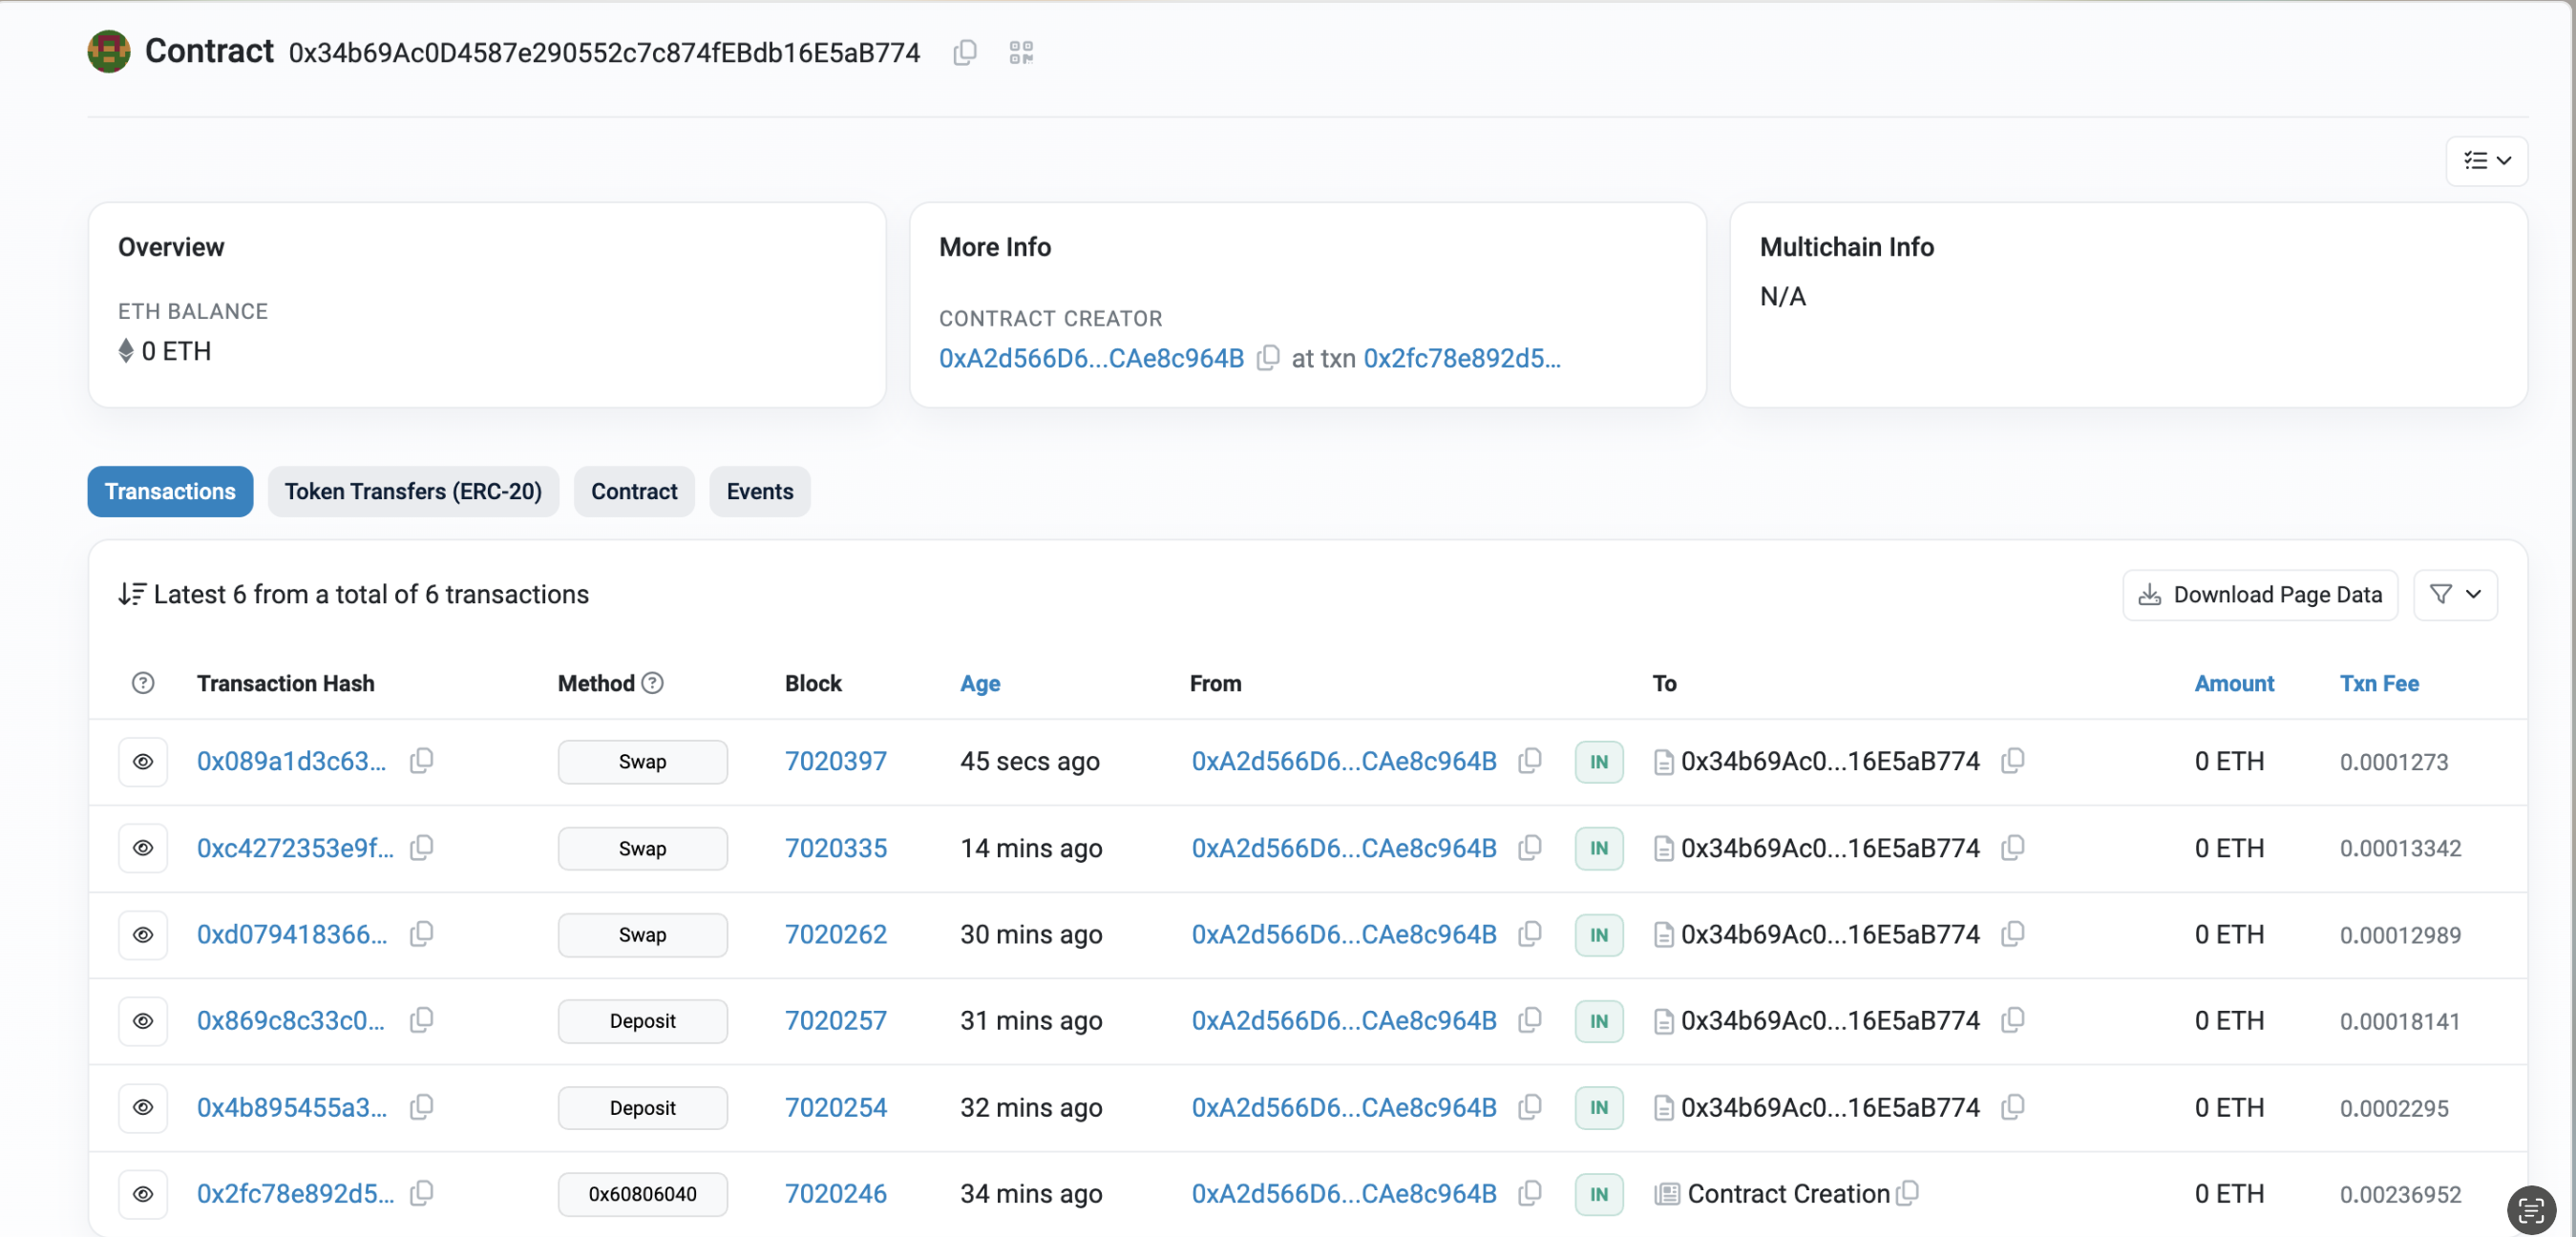 Contract 0x34b69Ac0D4587e290552c7c874fEBdb16E5aB774
Overview
ETH BALANCE
0 ETH
More Info
CONTRACT CREATOR
0xA2d566D6...CAe8c964B at txn 0x2fc78e892d5...
Multichain Info
N/A
Transactions Token Transfers (ERC-20) Contract Events
Latest 6 from a total of 6 transactions Download Page Data
Transaction Hash Method Block Age From To Amount Txn Fee
0x089a1d3c63... Swap 7020397 45 secs ago 0xA2d566D6...CAe8c964B IN 0x34b69Ac0...16E5aB774 0 ETH 0.0001273
0xc4272353e9f... Swap 7020335 14 mins ago 0xA2d566D6...CAe8c964B IN 0x34b69Ac0...16E5aB774 0 ETH 0.00013342
0xd079418366... Swap 7020262 30 mins ago 0xA2d566D6...CAe8c964B IN 0x34b69Ac0...16E5aB774 0 ETH 0.00012989
0x869c8c33c0... Deposit 7020257 31 mins ago 0xA2d566D6...CAe8c964B IN 0x34b69Ac0...16E5aB774 0 ETH 0.00018141
0x4b895455a3... Deposit 7020254 32 mins ago 0xA2d566D6...CAe8c964B IN 0x34b69Ac0...16E5aB774 0 ETH 0.0002295
0x2fc78e892d5... 0x60806040 7020246 34 mins ago 0xA2d566D6...CAe8c964B IN Contract Creation 0 ETH 0.00236952